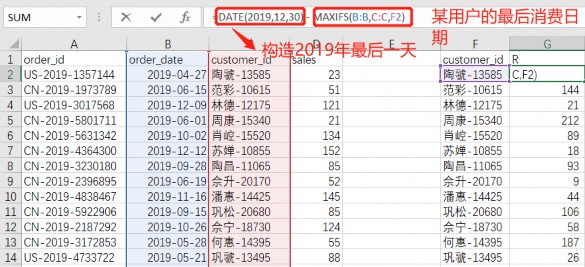 某用户的最后消费日
期
SUM =DATE(2019,12,30) - MAXIFS(B:B,C:C,F2)
构造2019年最后一天
A B C D E F G
1 order_id order_date customer_id sales customer_id R
2 US-2019-1357144 2019-04-27 陶虢-13585 23 陶虢-13585 C,F2)
3 CN-2019-1973789 2019-06-15 范彩-10615 51 范彩-10615 144
4 US-2019-3017568 2019-12-09 林德-12175 121 林德-12175 21
5 CN-2019-5801711 2019-06-01 周康-15340 211 周康-15340 212
6 CN-2019-5631342 2019-10-02 肖崆-15520 134 肖崆-15520 89
7 CN-2019-4364300 2019-12-12 苏婵-10855 152 苏婵-10855 18
8 CN-2019-3230180 2019-09-28 陶昌-11065 85 陶昌-11065 93
9 CN-2019-2396895 2019-06-19 佘升-20170 52 佘升-20170 9
10 CN-2019-4838467 2019-11-16 潘惠-14425 145 潘惠-14425 44
11 CN-2019-5922906 2019-09-15 巩松-20680 85 巩松-20680 106
12 CN-2019-2187292 2019-10-26 佘宁-18730 124 佘宁-18730 30
13 CN-2019-3172853 2019-05-28 何惠-14395 55 何惠-14395 188
14 US-2019-4733722 2019-05-21 巩虢-13495 88 巩虢-13495 26